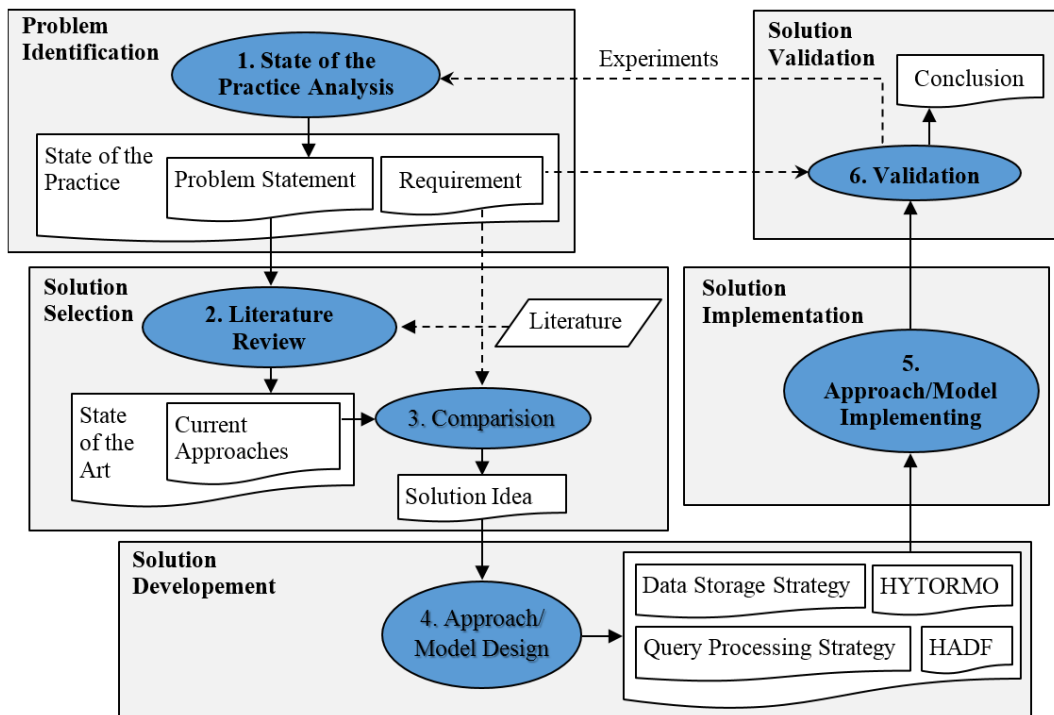 Problem
Identification
1. State of the
Practice Analysis
State of the
Practice
Problem Statement
Requirement
Experiments
Solution
Validation
Conclusion
6. Validation
Solution
Selection
2. Literature
Review
Literature
State
of the
Art
Current
Approaches
3. Comparision
Solution Idea
Solution
Implementation
5.
Approach/Model
Implementing
Solution
Developement
4. Approach/
Model Design
Data Storage Strategy
HYTORMO
Query Processing Strategy
HADF